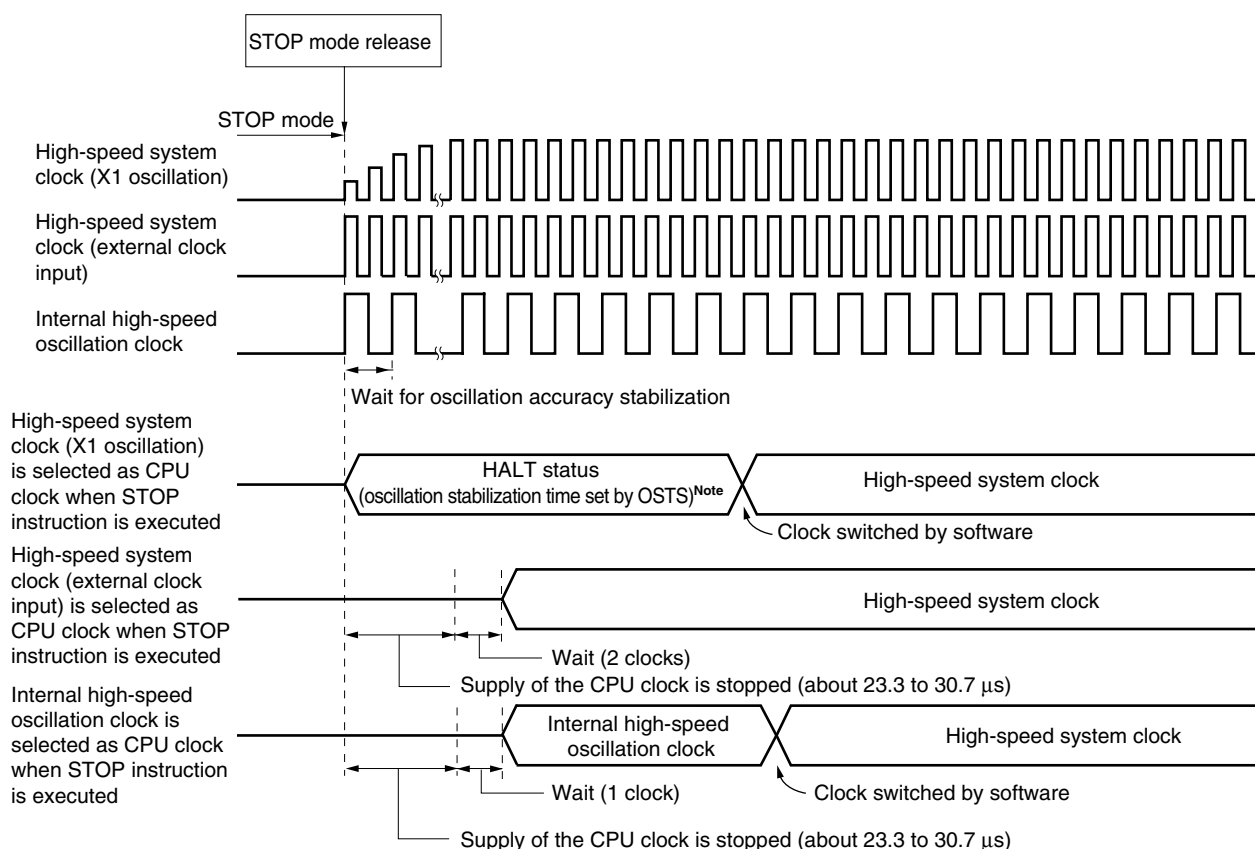 STOP mode release
STOP mode
High-speed system
clock (X1 oscillation)
High-speed system
clock (external clock
input)
Internal high-speed
oscillation clock
Wait for oscillation accuracy stabilization
High-speed system
clock (X1 oscillation)
is selected as CPU
clock when STOP
instruction is executed
HALT status
(oscillation stabilization time set by OSTS)Note
High-speed system clock
Clock switched by software
High-speed system
clock (external clock
input) is selected as
CPU clock when STOP
instruction is executed
High-speed system clock
Wait (2 clocks)
Supply of the CPU clock is stopped (about 23.3 to 30.7 μs)
Internal high-speed
oscillation clock is
selected as CPU clock
when STOP instruction
is executed
Internal high-speed
oscillation clock
High-speed system clock
Wait (1 clock)
Clock switched by software
Supply of the CPU clock is stopped (about 23.3 to 30.7 μs)